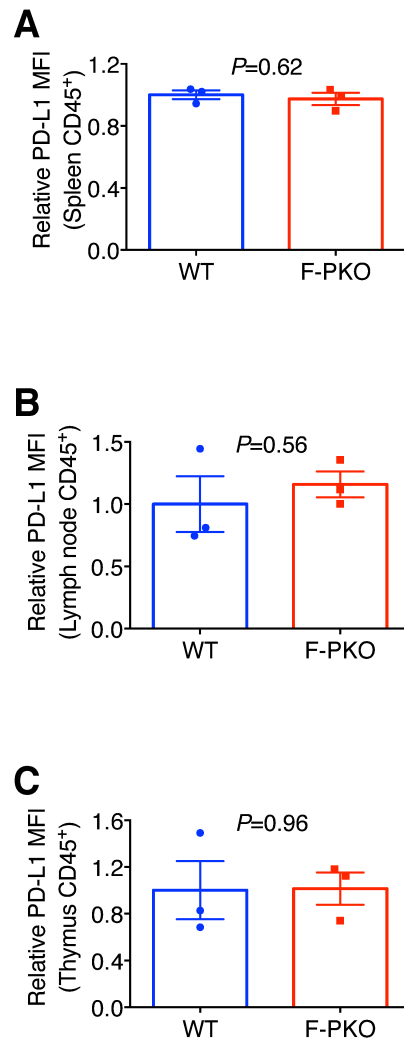 A
Relative PD-L1 MFI
(Spleen CD45⁺)
P=0.62
1.2
0.8
0.4
0.0
WT
F-PKO
B
Relative PD-L1 MFI
(Lymph node CD45⁺)
P=0.56
1.5
1.0
0.5
0.0
WT
F-PKO
C
Relative PD-L1 MFI
(Thymus CD45⁺)
P=0.96
1.6
1.2
0.8
0.4
0.0
WT
F-PKO